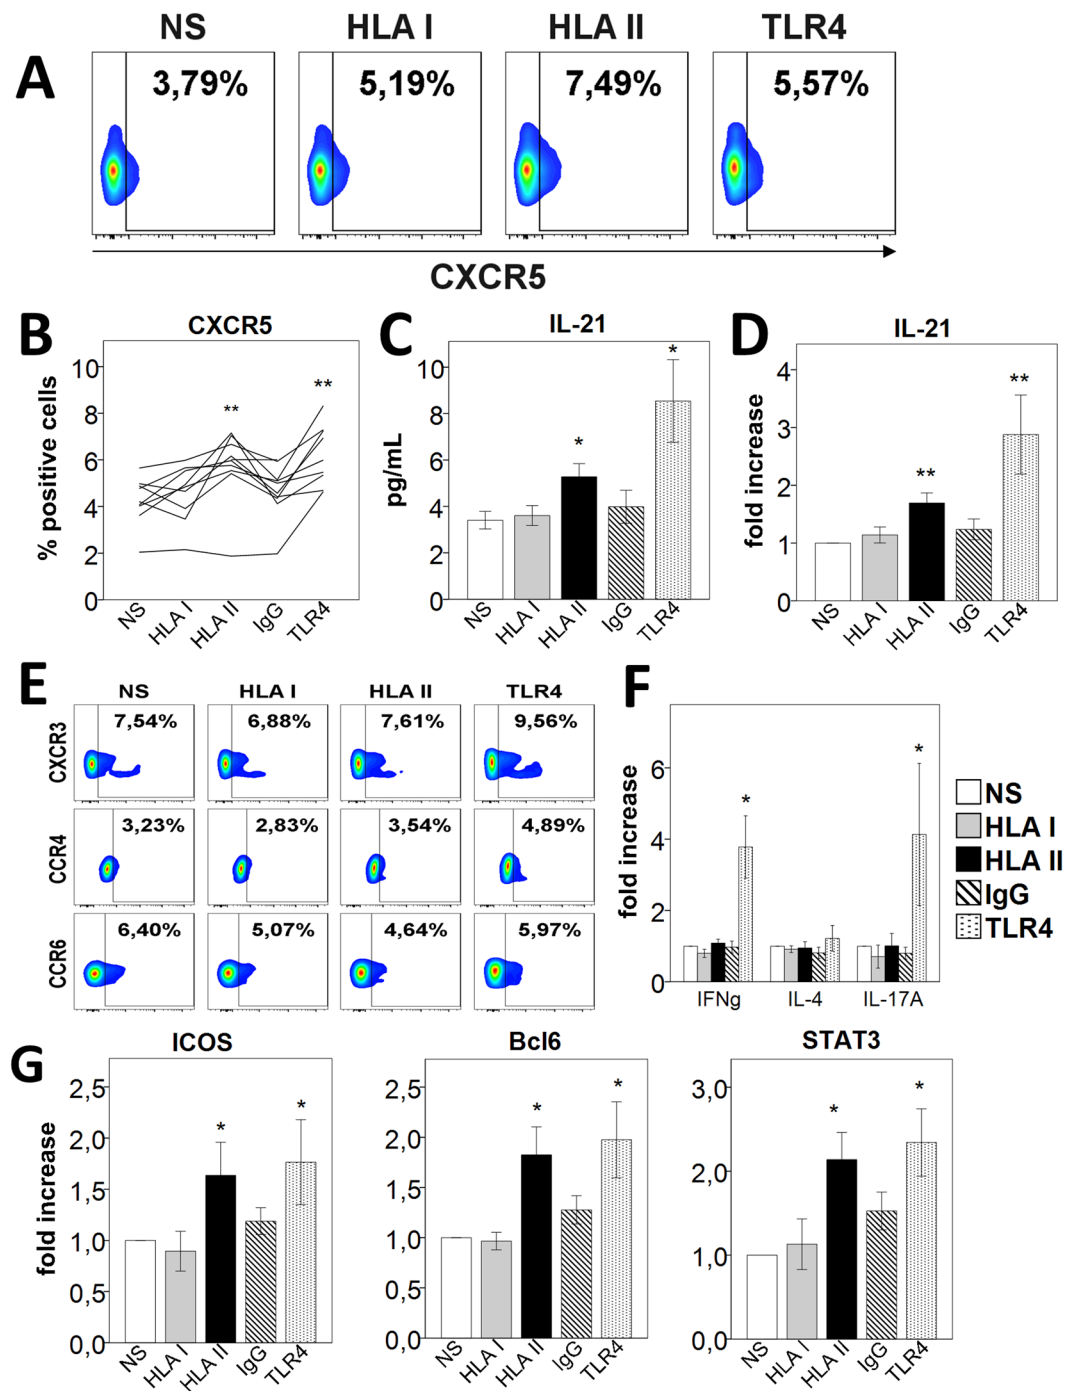 NS HLA I HLA II TLR4
A
3,79% 5,19% 7,49% 5,57%
CXCR5
B CXCR5
% positive cells
10
8
6
4
2
0
NS HLA I HLA II IgG TLR4
** **
C IL-21
pg/mL
10
8
6
4
2
0
NS HLA I HLA II IgG TLR4
* *
D IL-21
fold increase
4
3
2
1
0
NS HLA I HLA II IgG TLR4
** **
E
NS HLA I HLA II TLR4
CXCR3
7,54% 6,88% 7,61% 9,56%
CCR4
3,23% 2,83% 3,54% 4,89%
CCR6
6,40% 5,07% 4,64% 5,97%
F
fold increase
6
4
2
0
IFNg IL-4 IL-17A
* *
NS
HLA I
HLA II
IgG
TLR4
G
ICOS
fold increase
2,5
2,0
1,5
1,0
0,5
0,0
NS HLA I HLA II IgG TLR4
* *
Bcl6
2,5
2,0
1,5
1,0
0,5
0,0
NS HLA I HLA II IgG TLR4
* *
STAT3
3,0
2,0
1,0
0,0
NS HLA I HLA II IgG TLR4
* *